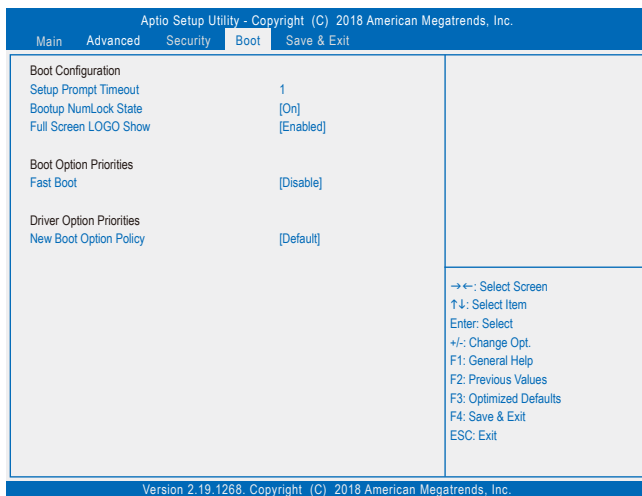 Aptio Setup Utility - Copyright (C) 2018 American Megatrends, Inc.
Main Advanced Security Boot Save & Exit
Boot Configuration
Setup Prompt Timeout 1
Bootup NumLock State [On]
Full Screen LOGO Show [Enabled]
Boot Option Priorities
Fast Boot [Disable]
Driver Option Priorities
New Boot Option Policy [Default]
→←: Select Screen
↑↓: Select Item
Enter: Select
+/-: Change Opt.
F1: General Help
F2: Previous Values
F3: Optimized Defaults
F4: Save & Exit
ESC: Exit
Version 2.19.1268. Copyright (C) 2018 American Megatrends, Inc.